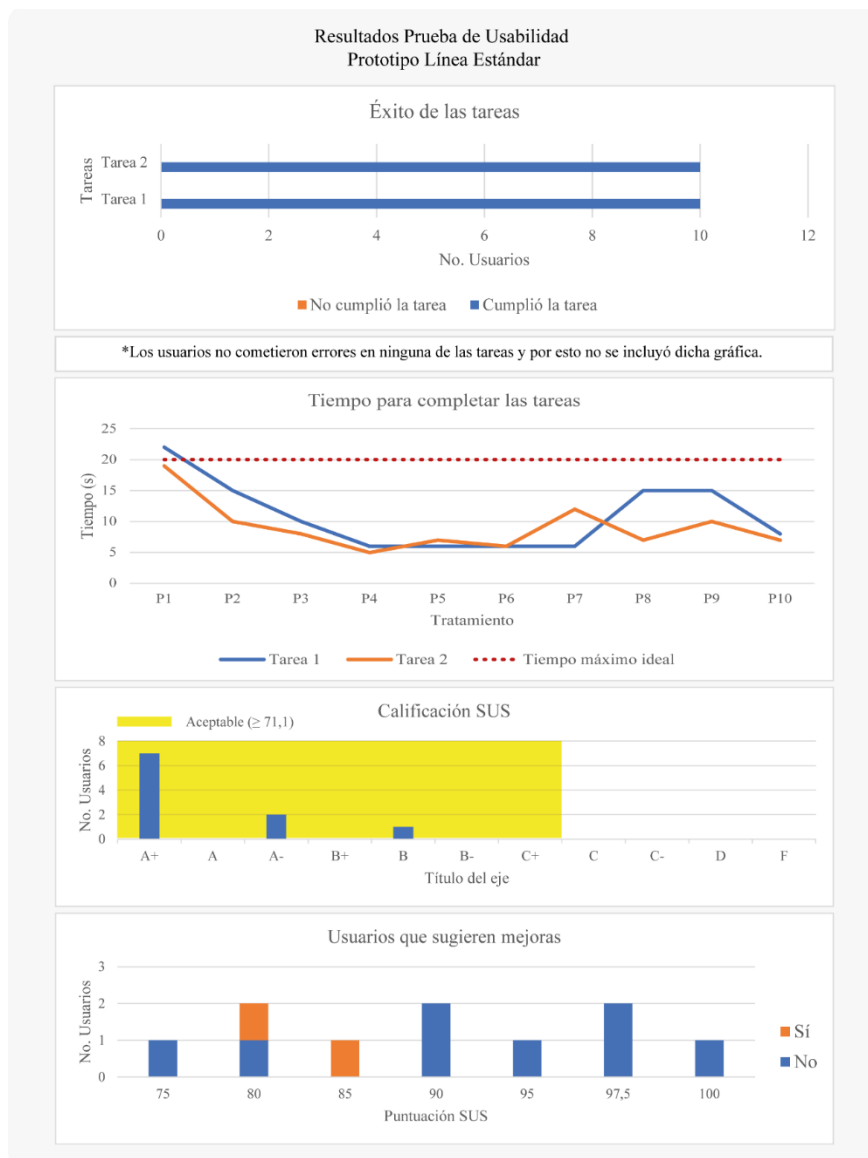 Resultados Prueba de Usabilidad
Prototipo Línea Estándar
Éxito de las tareas
Tareas
Tarea 2
Tarea 1
0 2 4 6 8 10 12
No. Usuarios
No cumplió la tarea Cumplió la tarea
*Los usuarios no cometieron errores en ninguna de las tareas y por esto no se incluyó dicha gráfica.
Tiempo para completar las tareas
Tiempo (s)
25
20
15
10
5
0
P1 P2 P3 P4 P5 P6 P7 P8 P9 P10
Tratamiento
Tarea 1 Tarea 2 Tiempo máximo ideal
Calificación SUS
Aceptable (≥ 71,1)
No. Usuarios
8
6
4
2
0
A+ A A- B+ B B- C+ C C- D F
Título del eje
Usuarios que sugieren mejoras
No. Usuarios
3
2
1
0
75 80 85 90 95 97,5 100
Puntuación SUS
Sí
No